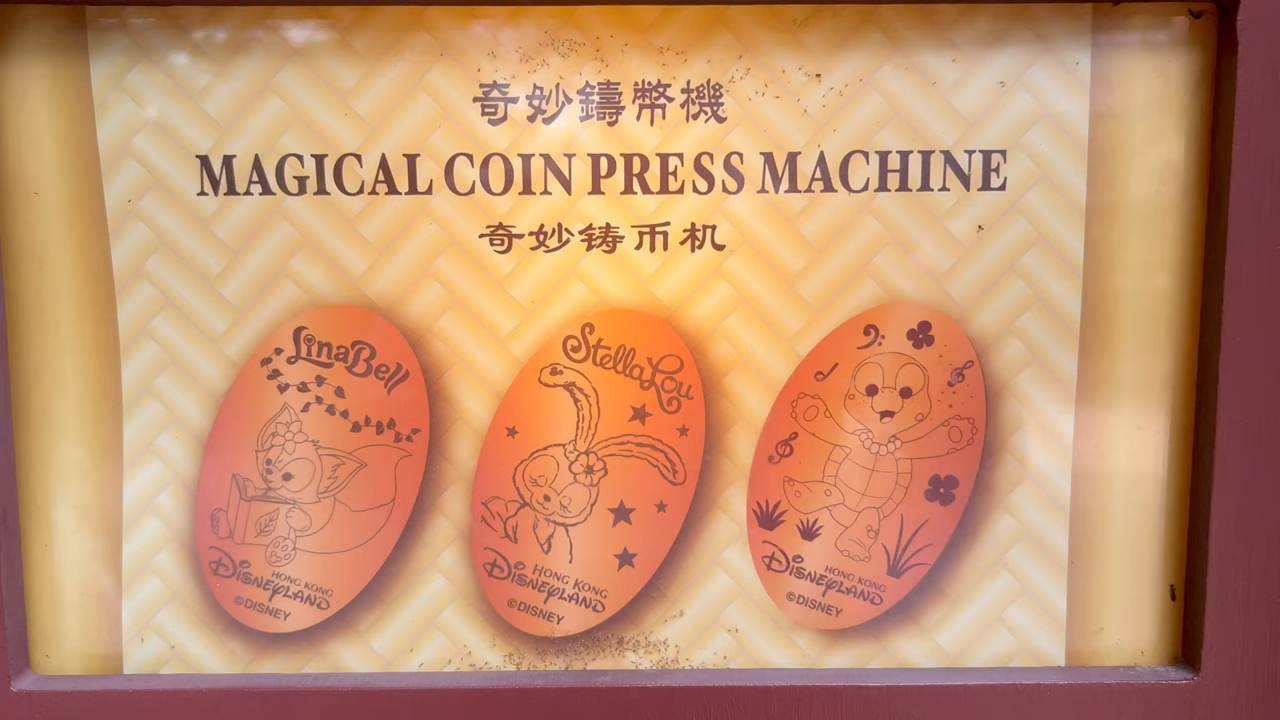 奇妙鑄幣機
MAGICAL COIN PRESS MACHINE
奇妙铸币机
LinaBell
HONG KONG
DISNEYLAND
©DISNEY
StellaLou
HONG KONG
DISNEYLAND
©DISNEY
HONG KONG
DISNEYLAND
©DISNEY